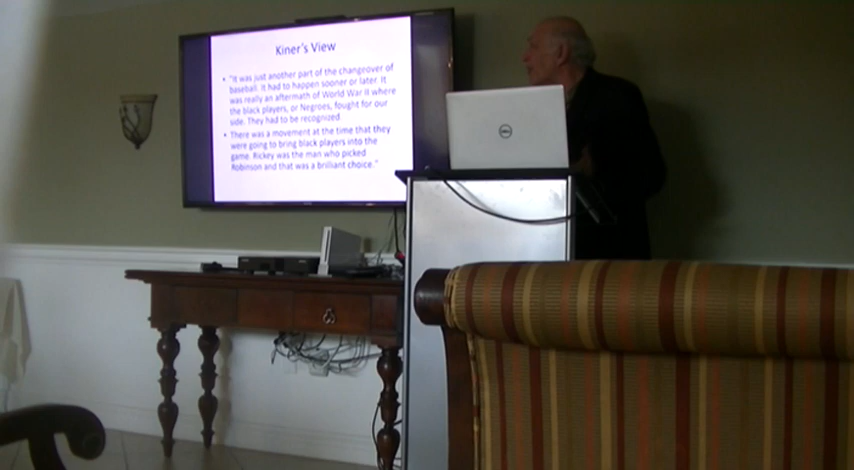 Kiner's View
• "It was just another part of the changeover of
baseball. It had to happen sooner or later. It
was really an aftermath of World War II where
the black players, or Negroes, fought for our
side. They had to be recognized
• There was a movement at the time that they
were going to bring black players into the
game. Rickey was the man who picked
Robinson and that was a brilliant choice."
DELL